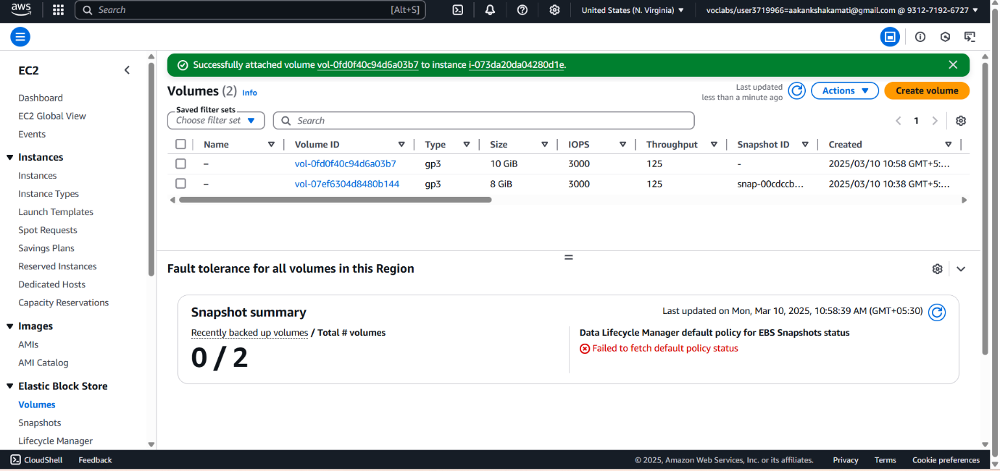 aws
Search [Alt+S]
United States (N. Virginia) ▼
voclabs/user3719966=aakankshakamati@gmail.com @ 9312-7192-6727 ▼
EC2
Dashboard
EC2 Global View
Events
Instances
Instances
Instance Types
Launch Templates
Spot Requests
Savings Plans
Reserved Instances
Dedicated Hosts
Capacity Reservations
Images
AMIs
AMI Catalog
Elastic Block Store
Volumes
Snapshots
Lifecycle Manager
Successfully attached volume vol-0fd0f40c94d6a03b7 to instance i-073da20da04280d1e.
Volumes (2) Info
Last updated
less than a minute ago
Actions ▼
Create volume
Saved filter sets
Choose filter set
Search
1
Name Volume ID Type Size IOPS Throughput Snapshot ID Created
– vol-0fd0f40c94d6a03b7 gp3 10 GiB 3000 125 - 2025/03/10 10:58 GMT+5:...
– vol-07ef6304d8480b144 gp3 8 GiB 3000 125 snap-00cdccb... 2025/03/10 10:38 GMT+5:...
Fault tolerance for all volumes in this Region
Snapshot summary
Last updated on Mon, Mar 10, 2025, 10:58:39 AM (GMT+05:30)
Recently backed up volumes / Total # volumes
0 / 2
Data Lifecycle Manager default policy for EBS Snapshots status
Failed to fetch default policy status
CloudShell Feedback © 2025, Amazon Web Services, Inc. or its affiliates. Privacy Terms Cookie preferences